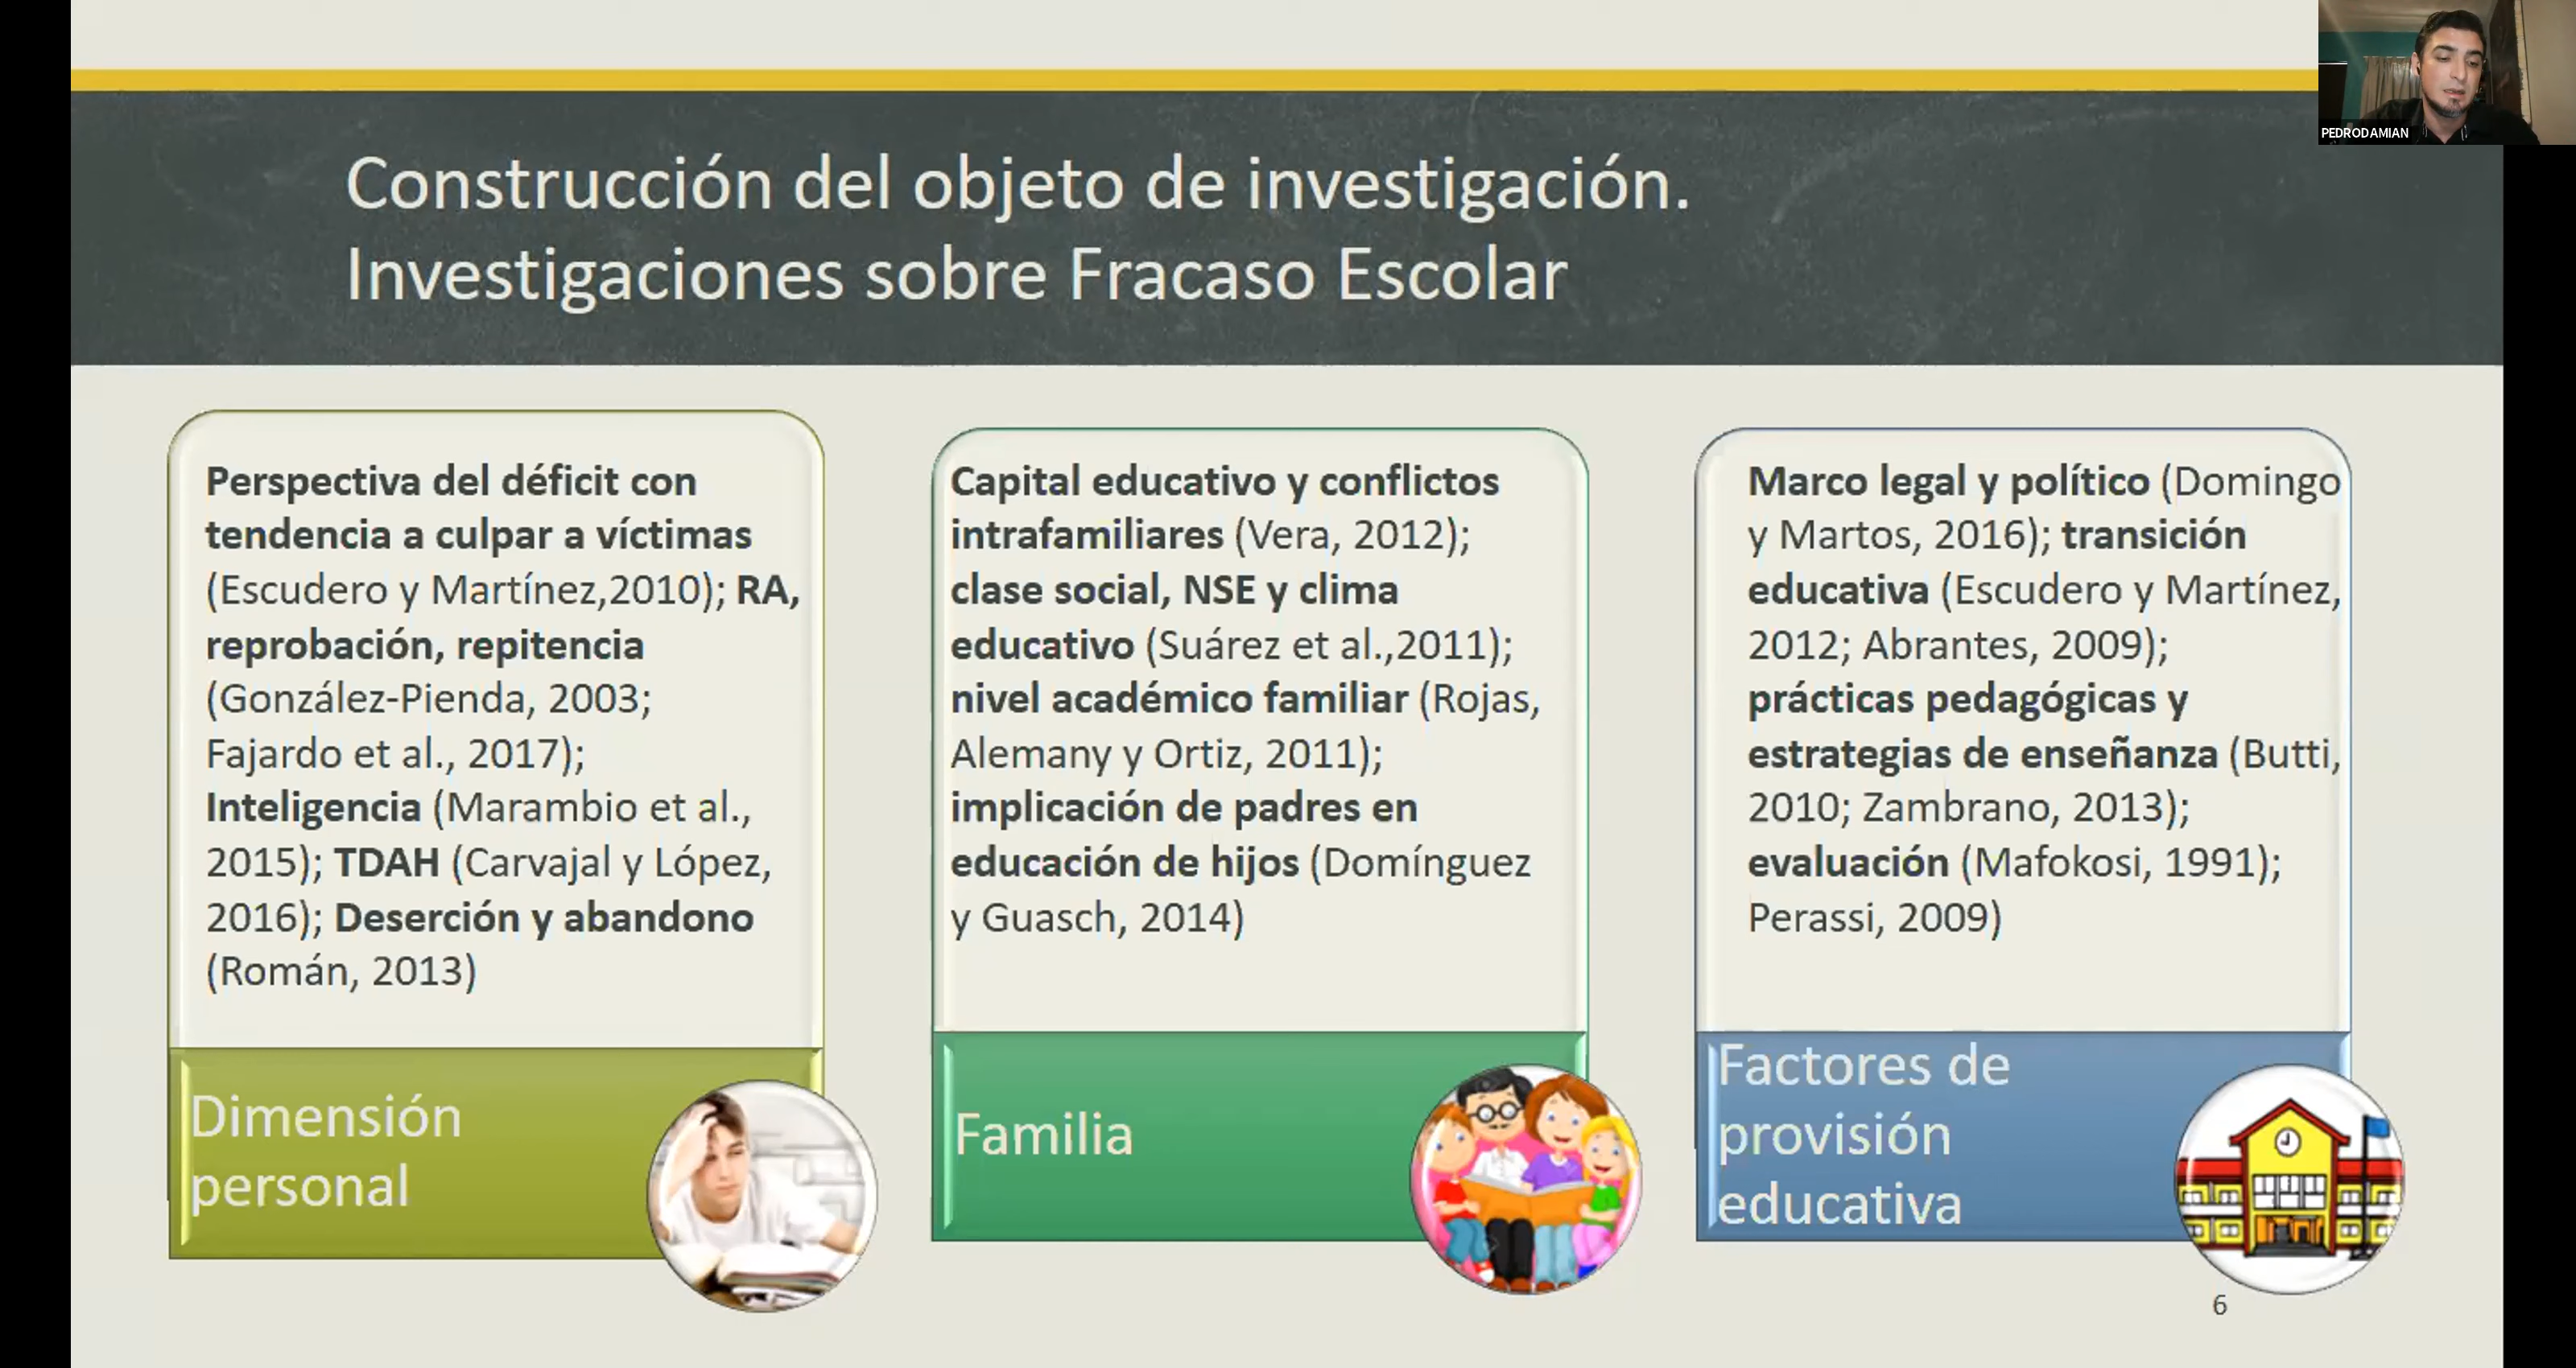 PEDRODAMIAN
Construcción del objeto de investigación.
Investigaciones sobre Fracaso Escolar
Perspectiva del déficit con
tendencia a culpar a víctimas
(Escudero y Martínez,2010); RA,
reprobación, repitencia
(González-Pienda, 2003;
Fajardo et al., 2017);
Inteligencia (Marambio et al.,
2015); TDAH (Carvajal y López,
2016); Deserción y abandono
(Román, 2013)
Dimensión
personal
Capital educativo y conflictos
intrafamiliares (Vera, 2012);
clase social, NSE y clima
educativo (Suárez et al.,2011);
nivel académico familiar (Rojas,
Alemany y Ortiz, 2011);
implicación de padres en
educación de hijos (Domínguez
y Guasch, 2014)
Familia
Marco legal y político (Domingo
y Martos, 2016); transición
educativa (Escudero y Martínez,
2012; Abrantes, 2009);
prácticas pedagógicas y
estrategias de enseñanza (Butti,
2010; Zambrano, 2013);
evaluación (Mafokosi, 1991);
Perassi, 2009)
Factores de
provisión
educativa
6